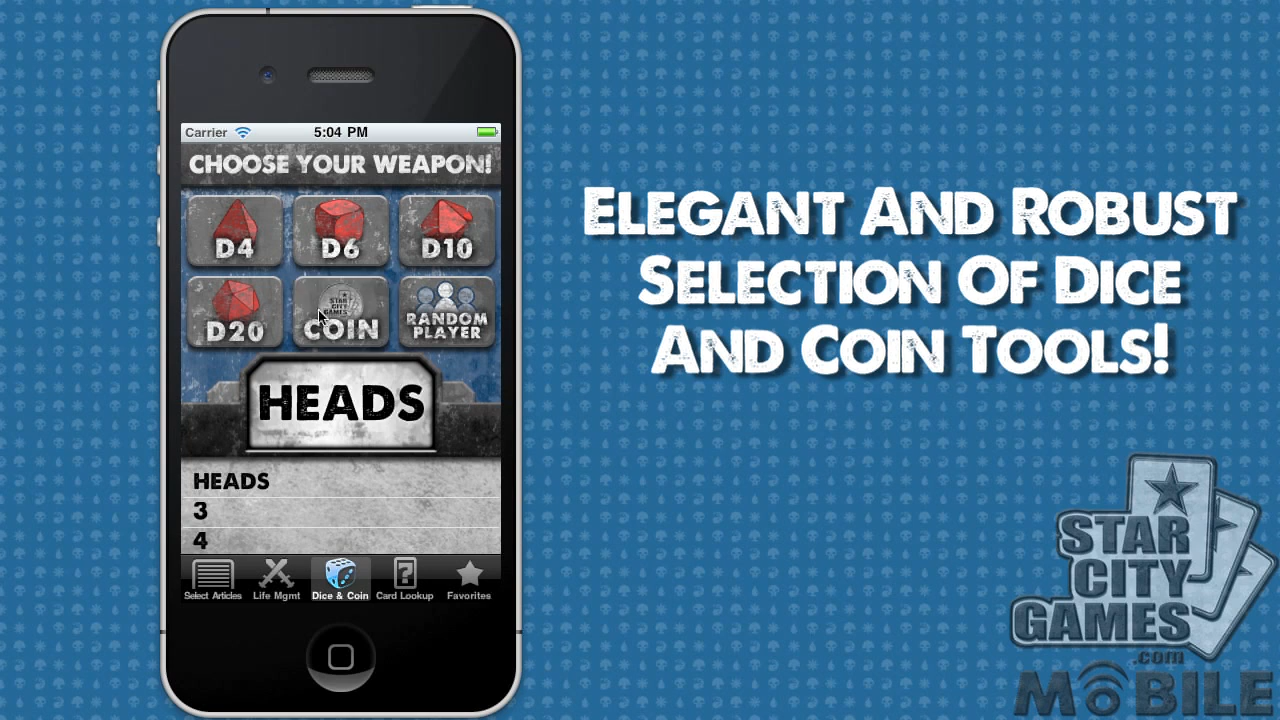 Carrier 5:04 PM
CHOOSE YOUR WEAPON!
D4 D6 D10
STAR
CITY
GAMES
D20 COIN RANDOM
PLAYER
HEADS
HEADS
3
4
Select Articles Life Mgmt Dice & Coin Card Lookup Favorites
ELEGANT AND ROBUST
SELECTION OF DICE
AND COIN TOOLS!
STAR
CITY
GAMES
.com
MOBILE